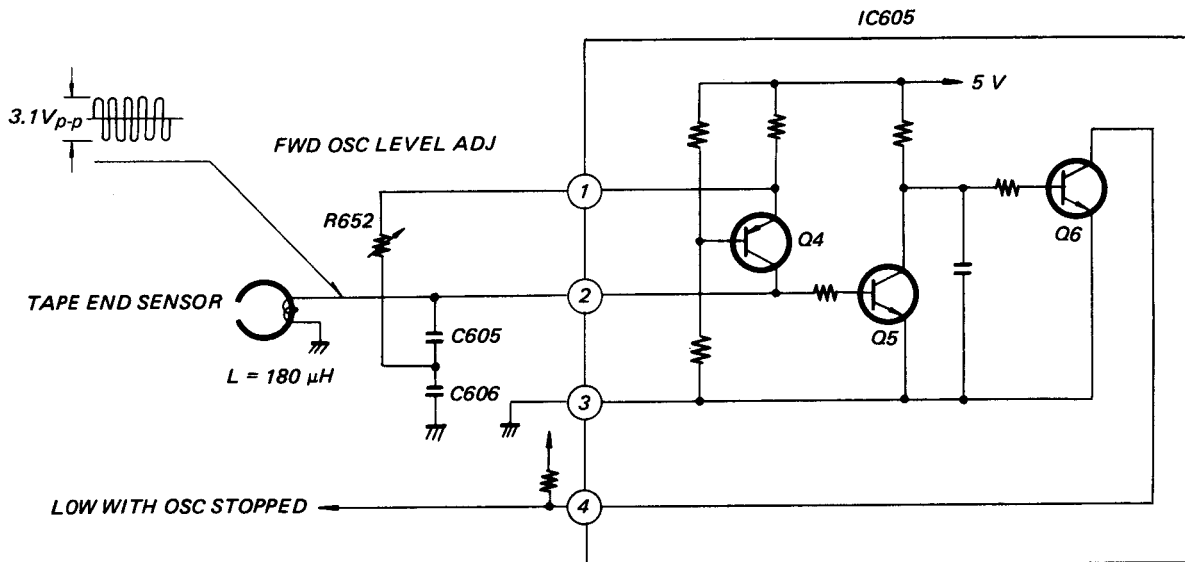 IC605
5 V
3.1Vp-p
FWD OSC LEVEL ADJ
1
R652
Q4
Q6
TAPE END SENSOR
2
C605
Q5
L = 180 μH
C606
3
LOW WITH OSC STOPPED
4